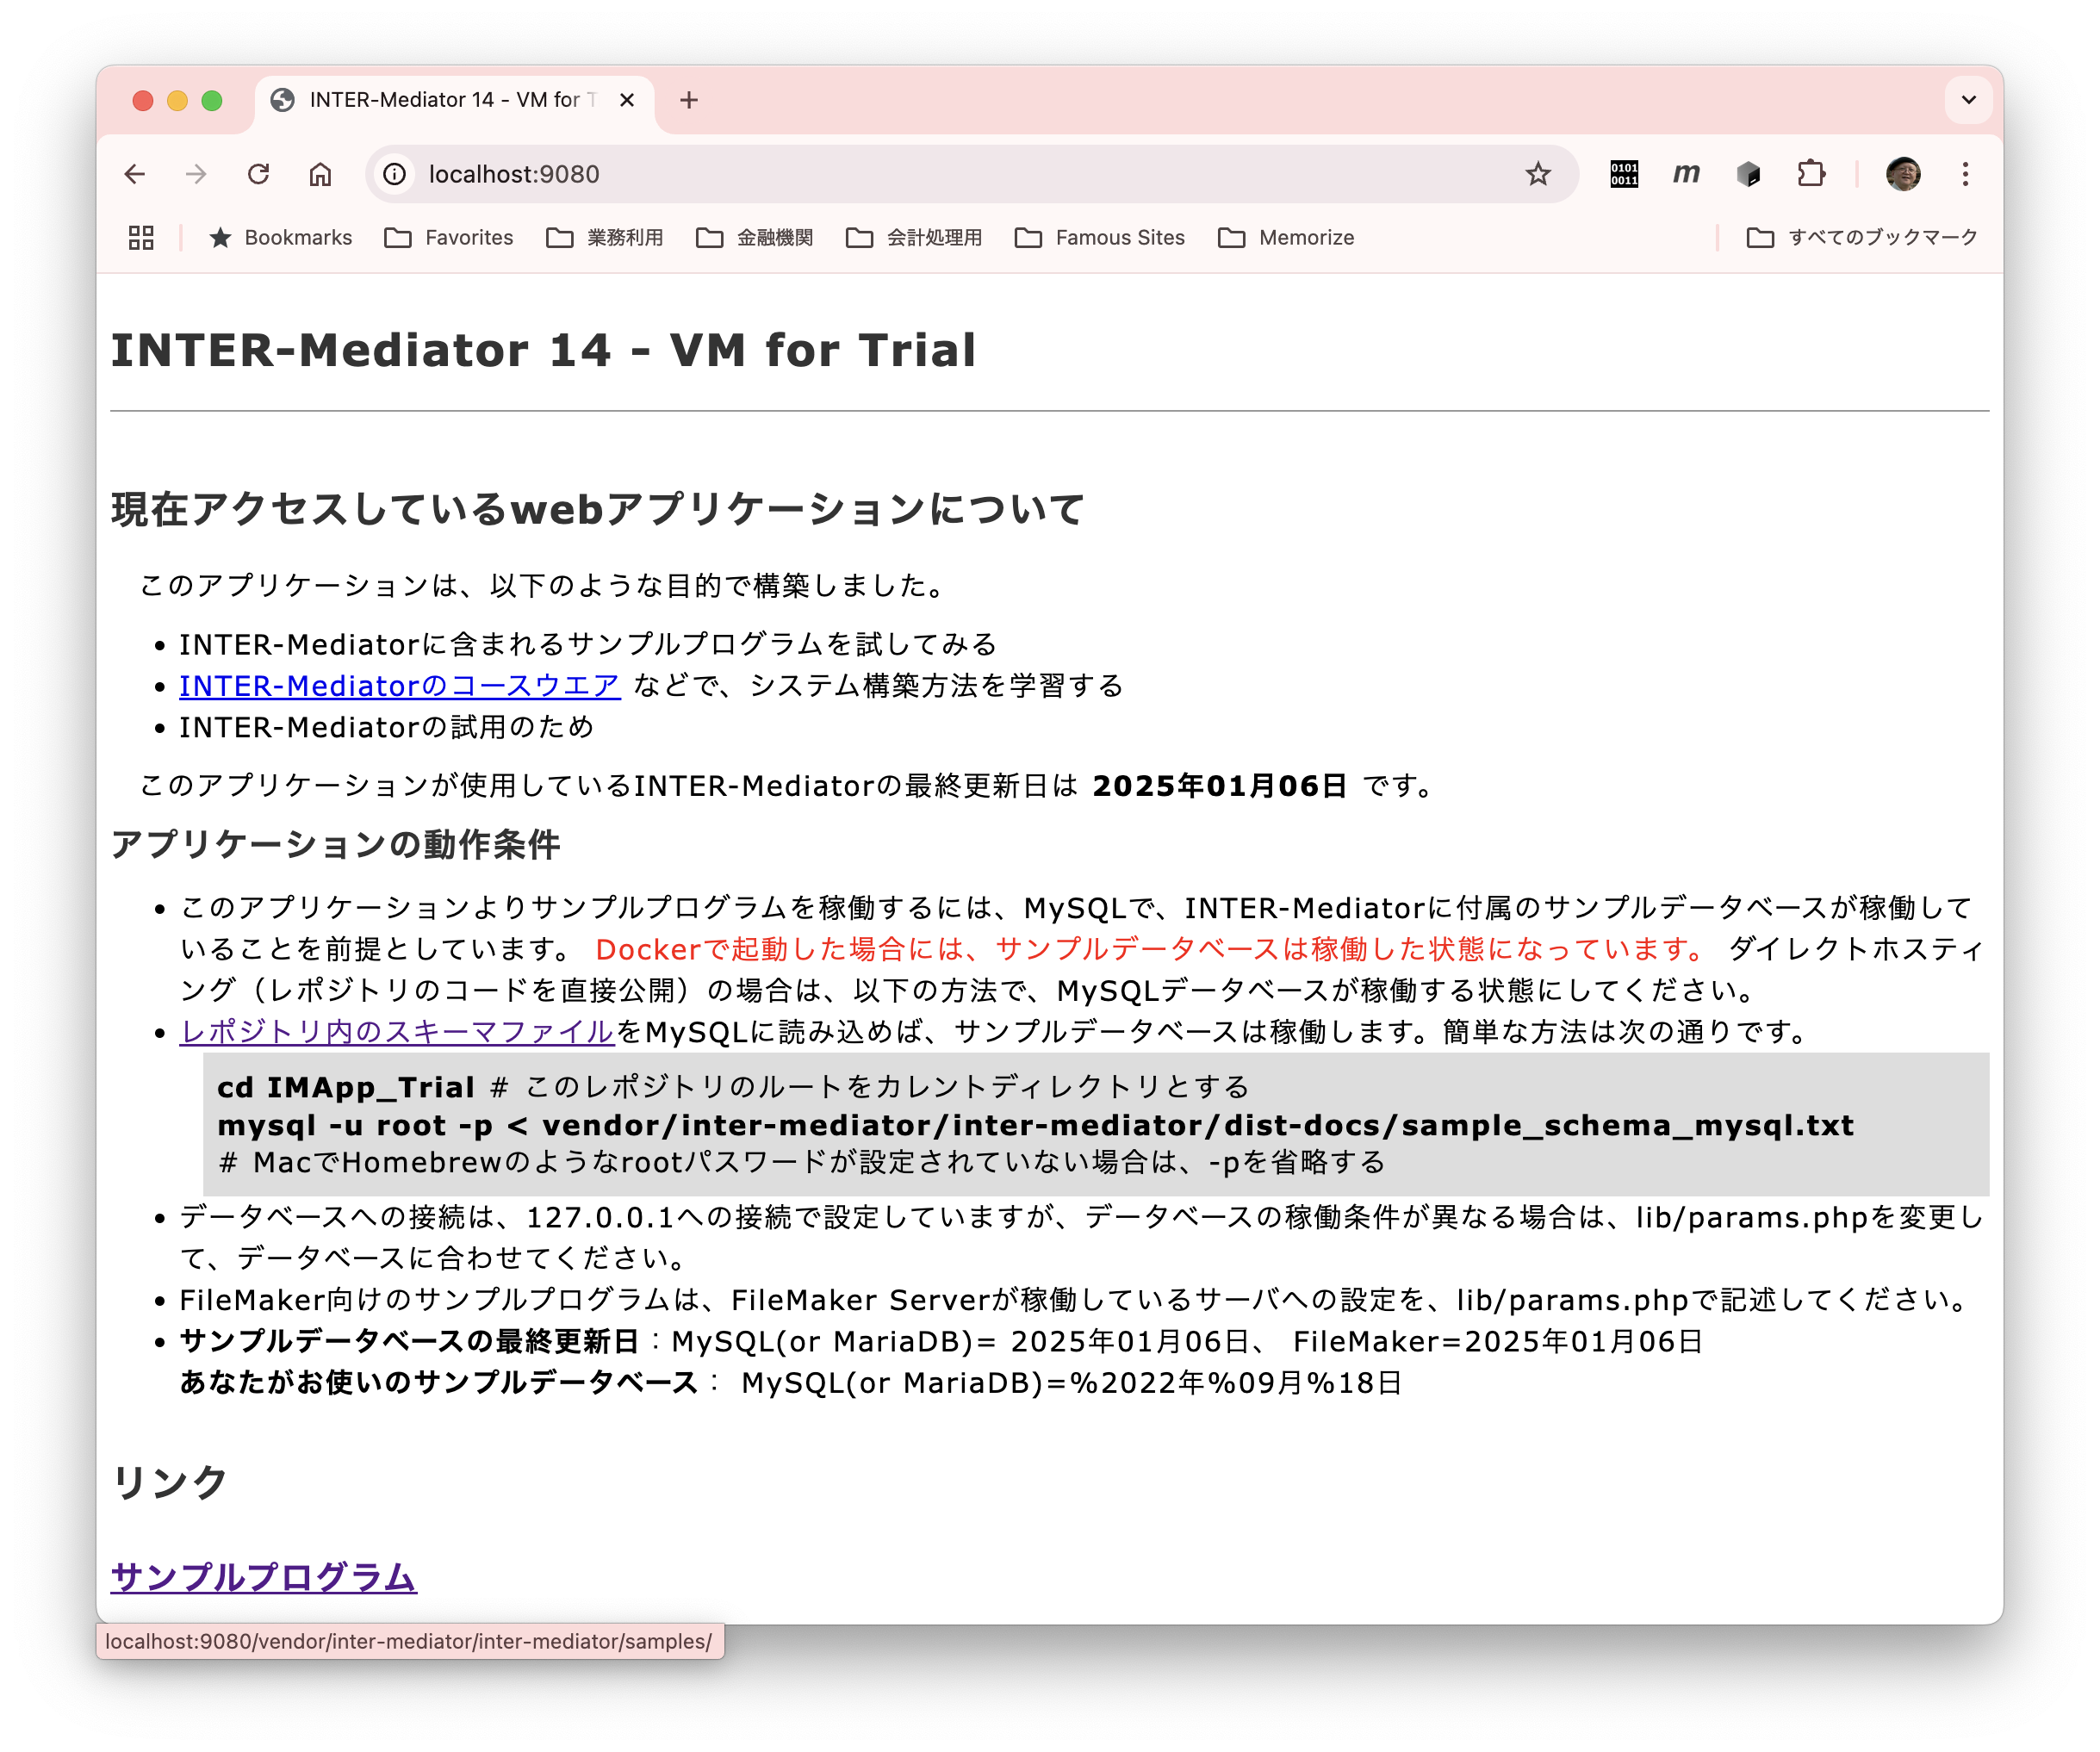 INTER-Mediator 14 - VM for T
localhost:9080
0101
0011
m
Bookmarks
Favorites
業務利用
金融機関
会計処理用
Famous Sites
Memorize
すべてのブックマーク
INTER-Mediator 14 - VM for Trial
現在アクセスしているwebアプリケーションについて
このアプリケーションは、以下のような目的で構築しました。
• INTER-Mediatorに含まれるサンプルプログラムを試してみる
• INTER-Mediatorのコースウエア などで、システム構築方法を学習する
• INTER-Mediatorの試用のため
このアプリケーションが使用しているINTER-Mediatorの最終更新日は 2025年01月06日 です。
アプリケーションの動作条件
• このアプリケーションよりサンプルプログラムを稼働するには、MySQLで、INTER-Mediatorに付属のサンプルデータベースが稼働して
いることを前提としています。 Dockerで起動した場合には、サンプルデータベースは稼働した状態になっています。 ダイレクトホスティ
ング（レポジトリのコードを直接公開）の場合は、以下の方法で、MySQLデータベースが稼働する状態にしてください。
• レポジトリ内のスキーマファイルをMySQLに読み込めば、サンプルデータベースは稼働します。簡単な方法は次の通りです。
cd IMApp_Trial # このレポジトリのルートをカレントディレクトリとする
mysql -u root -p < vendor/inter-mediator/inter-mediator/dist-docs/sample_schema_mysql.txt
# MacでHomebrewのようなrootパスワードが設定されていない場合は、-pを省略する
• データベースへの接続は、127.0.0.1への接続で設定していますが、データベースの稼働条件が異なる場合は、lib/params.phpを変更し
て、データベースに合わせてください。
• FileMaker向けのサンプルプログラムは、FileMaker Serverが稼働しているサーバへの設定を、lib/params.phpで記述してください。
• サンプルデータベースの最終更新日：MySQL(or MariaDB)= 2025年01月06日、 FileMaker=2025年01月06日
あなたがお使いのサンプルデータベース： MySQL(or MariaDB)=%2022年%09月%18日
リンク
サンプルプログラム
localhost:9080/vendor/inter-mediator/inter-mediator/samples/